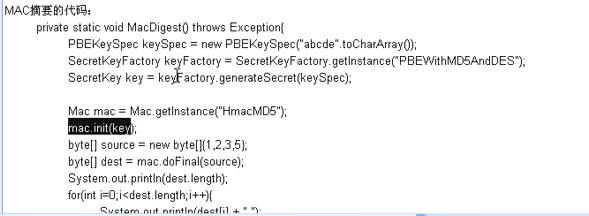 MAC摘要的代码：
private static void MacDigest() throws Exception{
PBEKeySpec keySpec = new PBEKeySpec("abcde".toCharArray());
SecretKeyFactory keyFactory = SecretKeyFactory.getInstance("PBEWithMD5AndDES");
SecretKey key = keyFactory.generateSecret(keySpec);
Mac mac = Mac.getInstance("HmacMD5");
mac.init(key);
byte[] source = new byte[]{1,2,3,5};
byte[] dest = mac.doFinal(source);
System.out.println(dest.length);
for(int i=0;i<dest.length;i++){
System.out.println(dest[i] + " ");